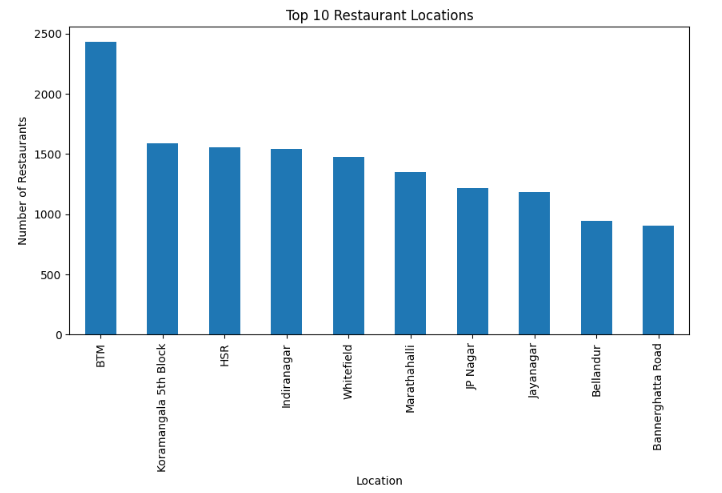 Top 10 Restaurant Locations
Number of Restaurants
2500
2000
1500
1000
500
0
BTM
Koramangala 5th Block
HSR
Indiranagar
Whitefield
Marathahalli
JP Nagar
Jayanagar
Bellandur
Bannerghatta Road
Location